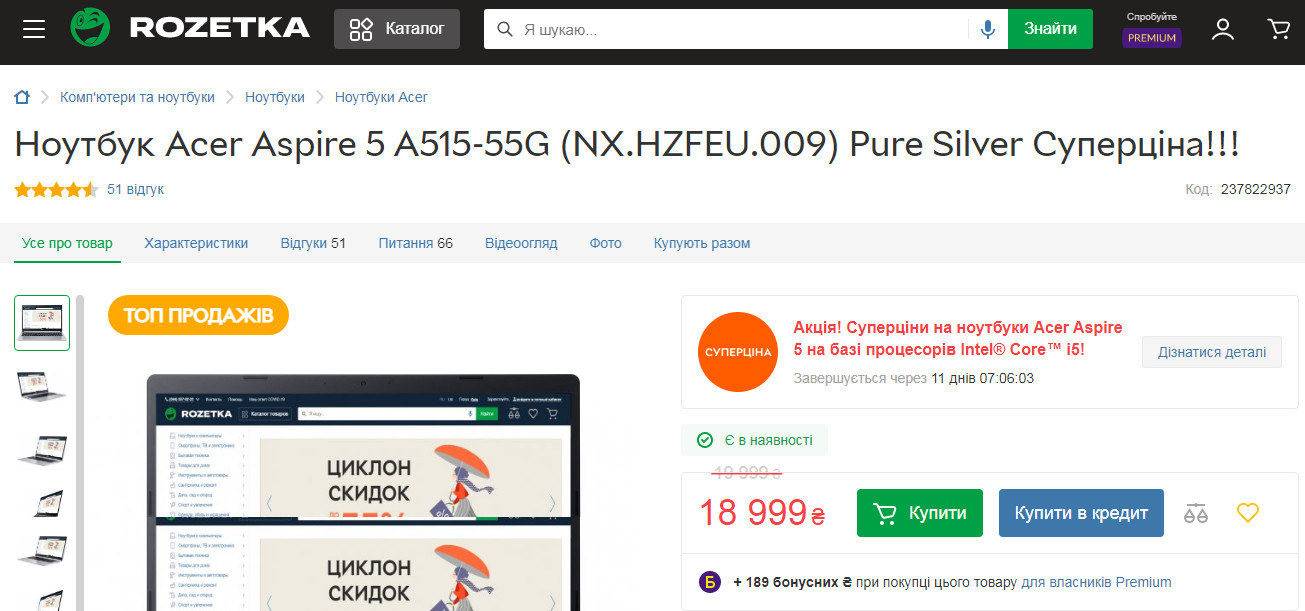 ROZETKA
Каталог
Я шукаю...
Знайти
Спробуйте
PREMIUM
Комп'ютери та ноутбуки
Ноутбуки
Ноутбуки Acer
Ноутбук Acer Aspire 5 A515-55G (NX.HZFEU.009) Pure Silver Суперціна!!!
51 відгук
Код: 237822937
Усе про товар
Характеристики
Відгуки 51
Питання 66
Відеоогляд
Фото
Купують разом
ТОП ПРОДАЖІВ
СУПЕРЦІНА
Акція! Суперціни на ноутбуки Acer Aspire
5 на базі процесорів Intel® Core™ i5!
Завершується через 11 днів 07:06:03
Дізнатися деталі
Є в наявності
19 999 ₴
18 999 ₴
Купити
Купити в кредит
Б + 189 бонусних ₴ при покупці цього товару для власників Premium
ROZETKA
Каталог товаров
Найти
ЦИКЛОН
СКИДОК
ЦИКЛОН
СКИДОК